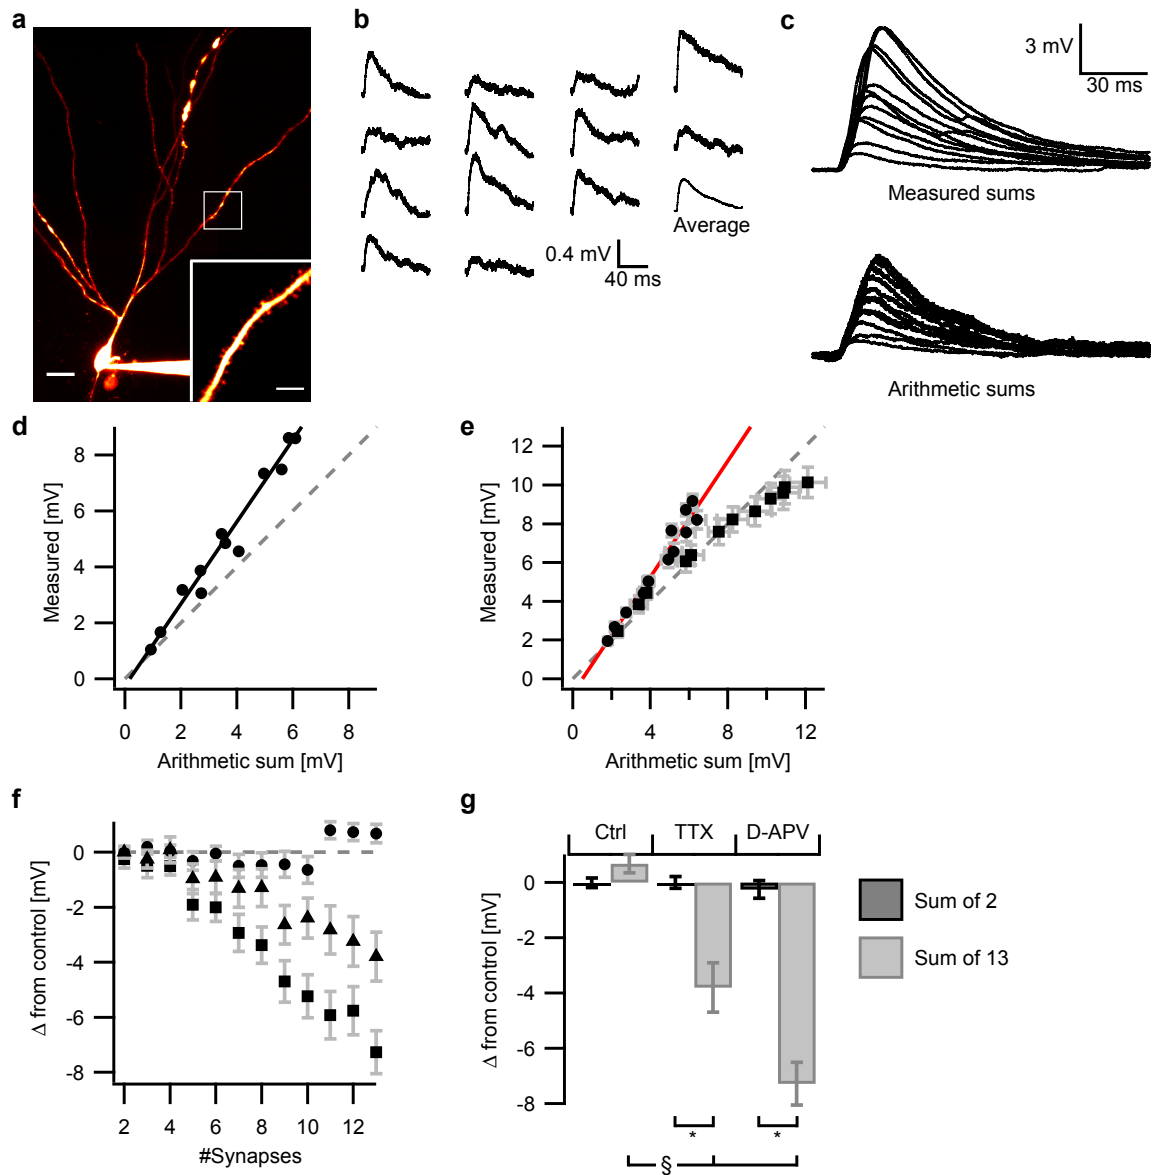 a
b
c
3 mV
30 ms
Measured sums
Average
0.4 mV
40 ms
Arithmetic sums
d
8
6
4
2
0
Measured [mV]
0 2 4 6 8
Arithmetic sum [mV]
e
12
10
8
6
4
2
0
Measured [mV]
0 4 8 12
Arithmetic sum [mV]
f
0
-2
-4
-6
-8
Δ from control [mV]
2 4 6 8 10 12
#Synapses
g
Ctrl TTX D-APV
0
-2
-4
-6
-8
Δ from control [mV]
* *
§
Sum of 2
Sum of 13